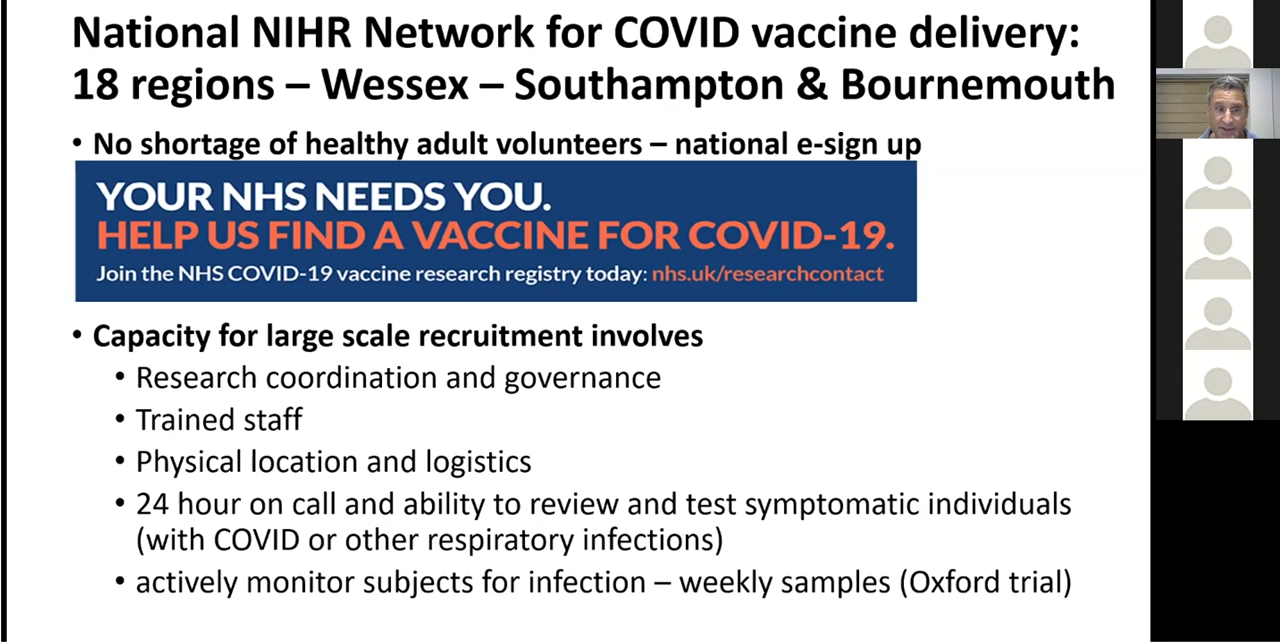 National NIHR Network for COVID vaccine delivery:
18 regions – Wessex – Southampton & Bournemouth
• No shortage of healthy adult volunteers – national e-sign up
YOUR NHS NEEDS YOU.
HELP US FIND A VACCINE FOR COVID-19.
Join the NHS COVID-19 vaccine research registry today: nhs.uk/researchcontact
• Capacity for large scale recruitment involves
• Research coordination and governance
• Trained staff
• Physical location and logistics
• 24 hour on call and ability to review and test symptomatic individuals
(with COVID or other respiratory infections)
• actively monitor subjects for infection – weekly samples (Oxford trial)